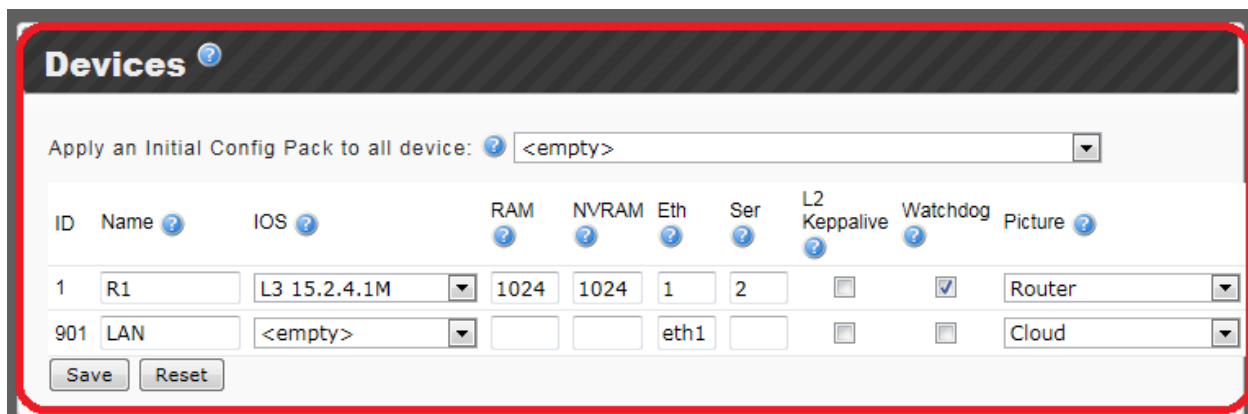 Devices
Apply an Initial Config Pack to all device: <empty>
ID Name IOS RAM NVRAM Eth Ser L2 Keppalive Watchdog Picture
1 R1 L3 15.2.4.1M 1024 1024 1 2 Router
901 LAN <empty> eth1 Cloud
Save Reset